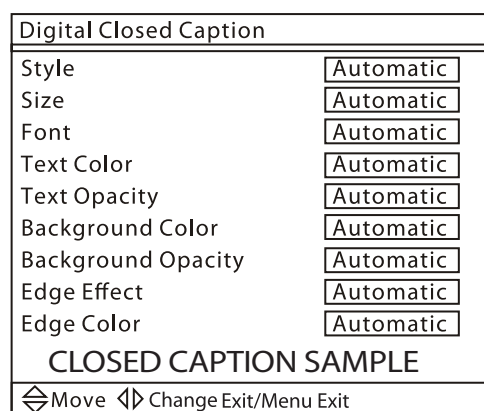 Digital Closed Caption
Style Automatic
Size Automatic
Font Automatic
Text Color Automatic
Text Opacity Automatic
Background Color Automatic
Background Opacity Automatic
Edge Effect Automatic
Edge Color Automatic
CLOSED CAPTION SAMPLE
Move Change Exit/Menu Exit